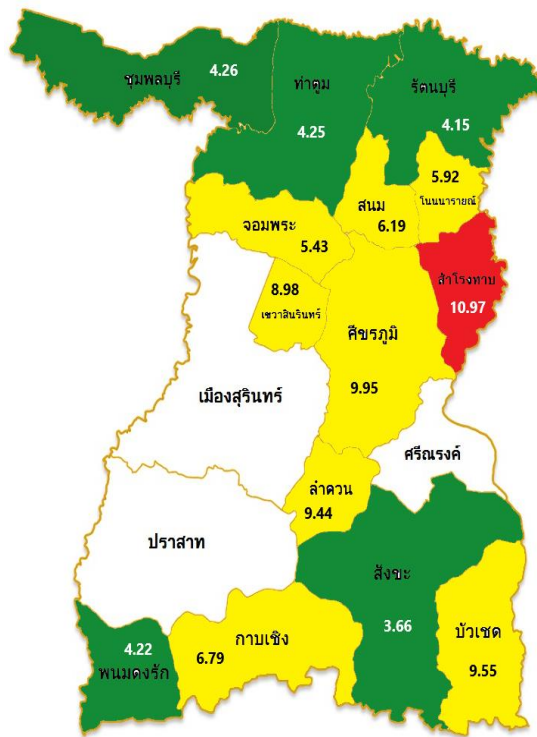 ชุมพลบุรี
4.26
ท่าตูม
4.25
รัตนบุรี
4.15
สนม
6.19
5.92
โนนนารายณ์
จอมพระ
5.43
สำโรงทาบ
10.97
8.98
เขวาสินรินทร์
ศีขรภูมิ
9.95
เมืองสุรินทร์
ศรีณรงค์
ลำดวน
9.44
ปราสาท
สังขะ
3.66
บัวเชด
9.55
กาบเชิง
6.79
4.22
พนมดงรัก